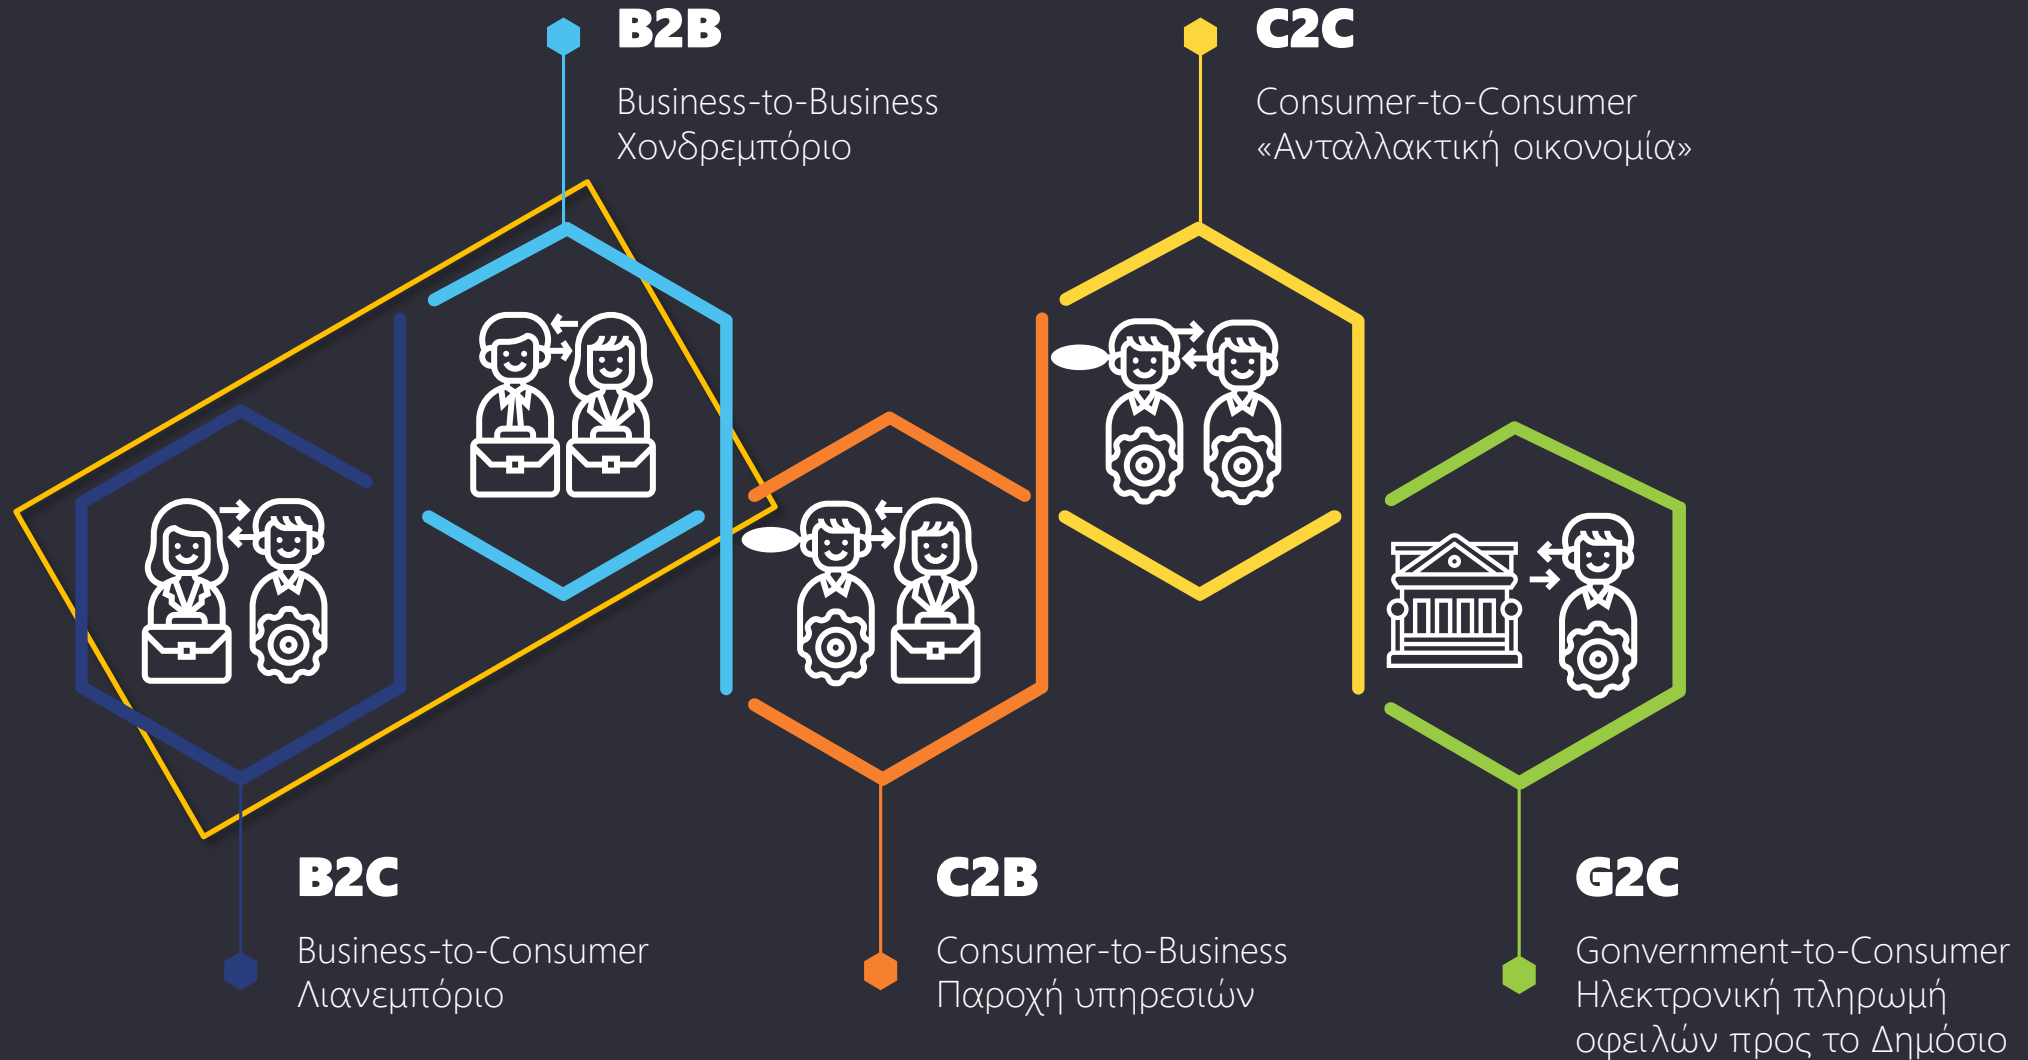 B2B
Business-to-Business
Χονδρεμπόριο
C2C
Consumer-to-Consumer
«Ανταλλακτική οικονομία»
B2C
Business-to-Consumer
Λιανεμπόριο
C2B
Consumer-to-Business
Παροχή υπηρεσιών
G2C
Gonvernment-to-Consumer
Ηλεκτρονική πληρωμή
οφειλών προς το Δημόσιο